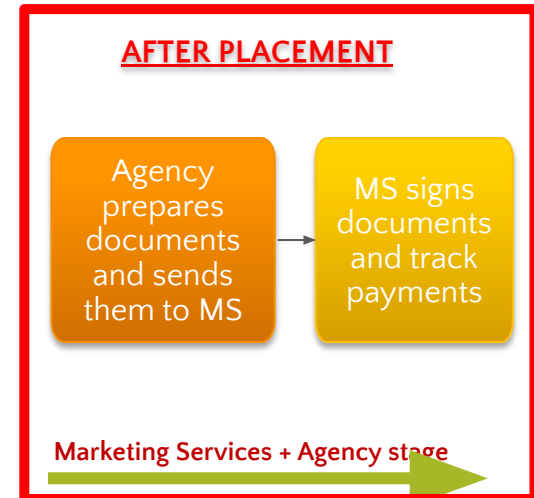 AFTER PLACEMENT
Agency
prepares
documents
and sends
them to MS
MS signs
documents
and track
payments
Marketing Services + Agency stage